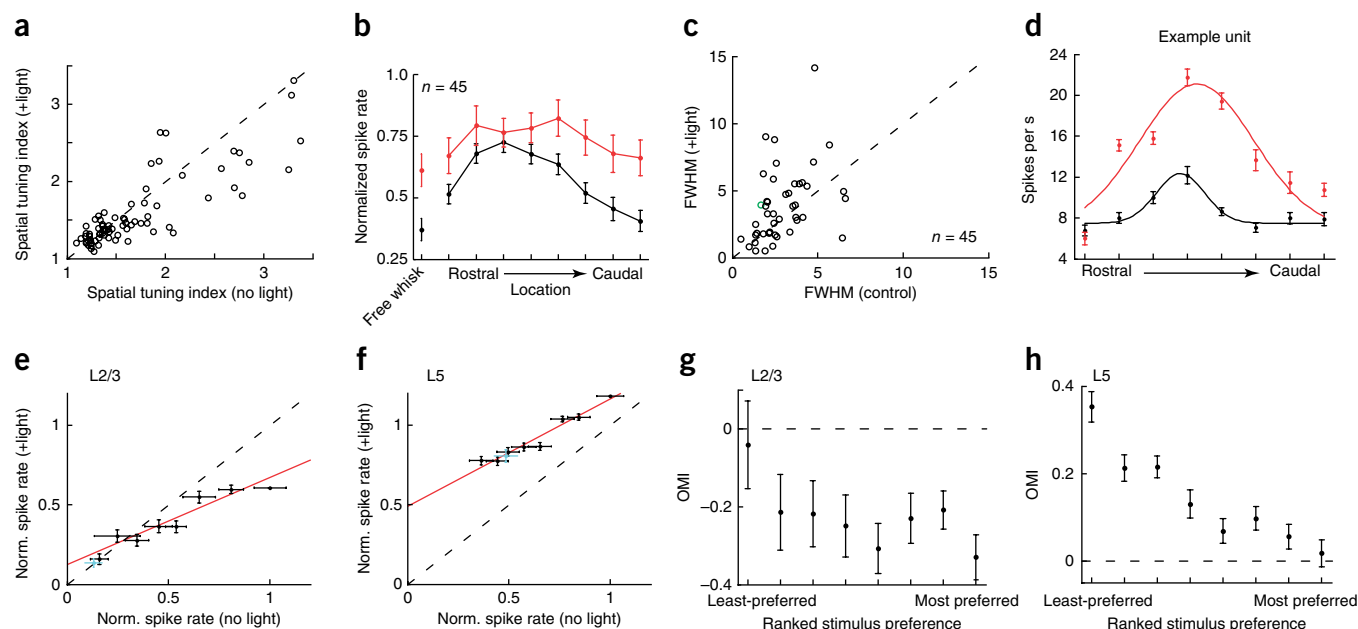 a
Spatial tuning index (+light)
3
2
1
1
2
3
Spatial tuning index (no light)
b
n = 45
Normalized spike rate
1.0
0.75
0.5
0.25
Free whisk
Rostral
Caudal
Location
c
FWHM (+light)
15
10
5
0
0
5
10
15
n = 45
FWHM (control)
d
Example unit
Spikes per s
24
20
16
12
8
4
Rostral
Caudal
e
L2/3
Norm. spike rate (+light)
1
0.5
0
0
0.5
1
Norm. spike rate (no light)
f
L5
Norm. spike rate (+light)
1
0.5
0
0
0.5
1
Norm. spike rate (no light)
g
L2/3
OMI
0
−0.2
−0.4
Least-preferred
Most preferred
Ranked stimulus preference
h
L5
OMI
0.4
0.2
0
Least-preferred
Most preferred
Ranked stimulus preference